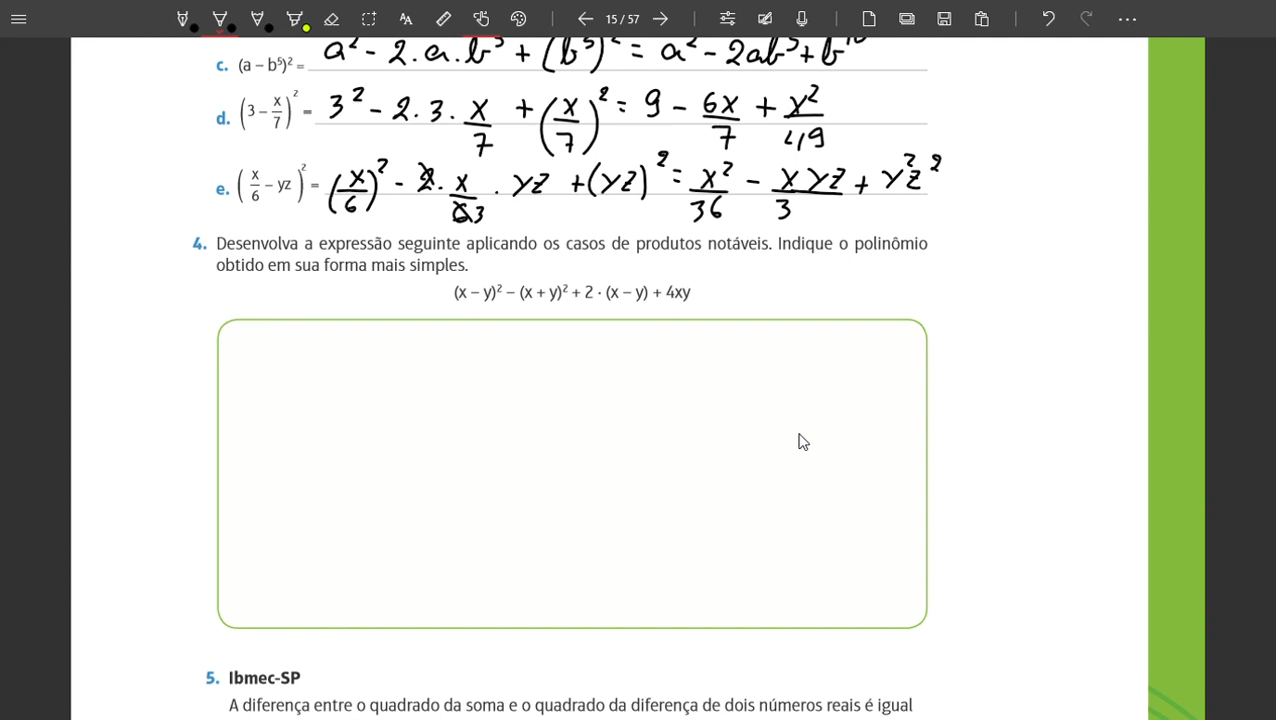 15 / 57
c. (a – b⁵)² = a² - 2.a.b⁵ + (b⁵)² = a² - 2ab⁵ + b¹⁰
d. (3 – x/7)² = 3² - 2.3. x/7 + (x/7)² = 9 - 6x/7 + x²/49
e. (x/6 – yz)² = (x/6)² - 2. x/6 3 . yz + (yz)² = x²/36 - xyz/3 + y²z²
4. Desenvolva a expressão seguinte aplicando os casos de produtos notáveis. Indique o polinômio
obtido em sua forma mais simples.
(x – y)² – (x + y)² + 2 · (x – y) + 4xy
5. Ibmec-SP
A diferença entre o quadrado da soma e o quadrado da diferença de dois números reais é igual